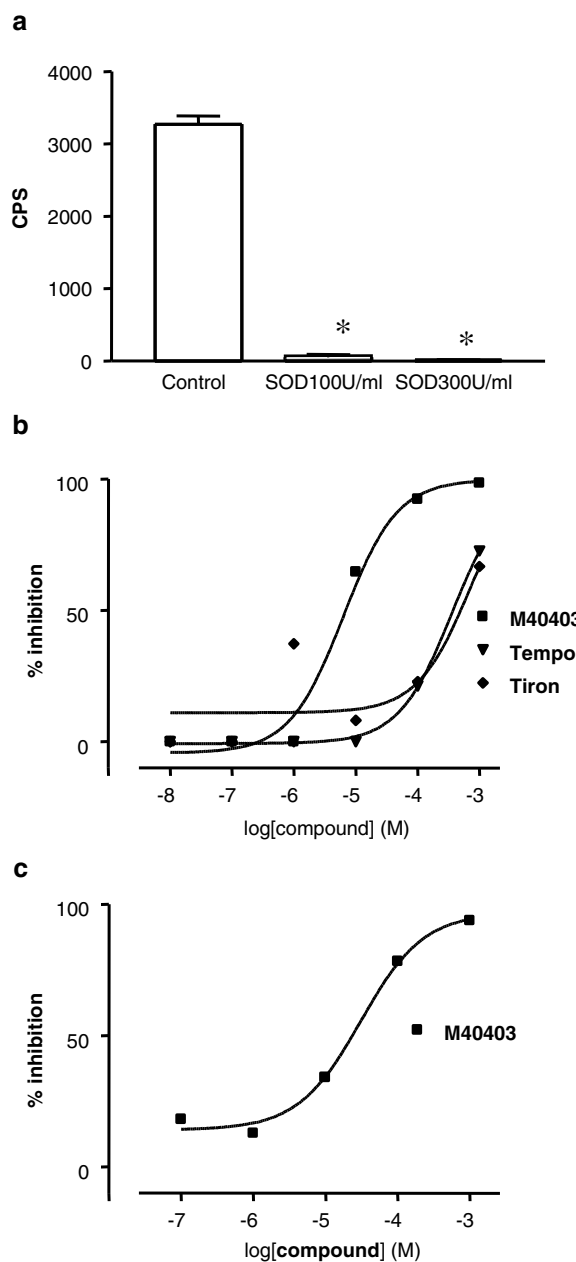 a
4000
3000
2000
1000
0
CPS
*
*
Control SOD100U/ml SOD300U/ml
b
100
50
0
% inhibition
M40403
Tempo
Tiron
-8 -7 -6 -5 -4 -3
log[compound] (M)
c
100
50
0
% inhibition
M40403
-7 -6 -5 -4 -3
log[compound] (M)